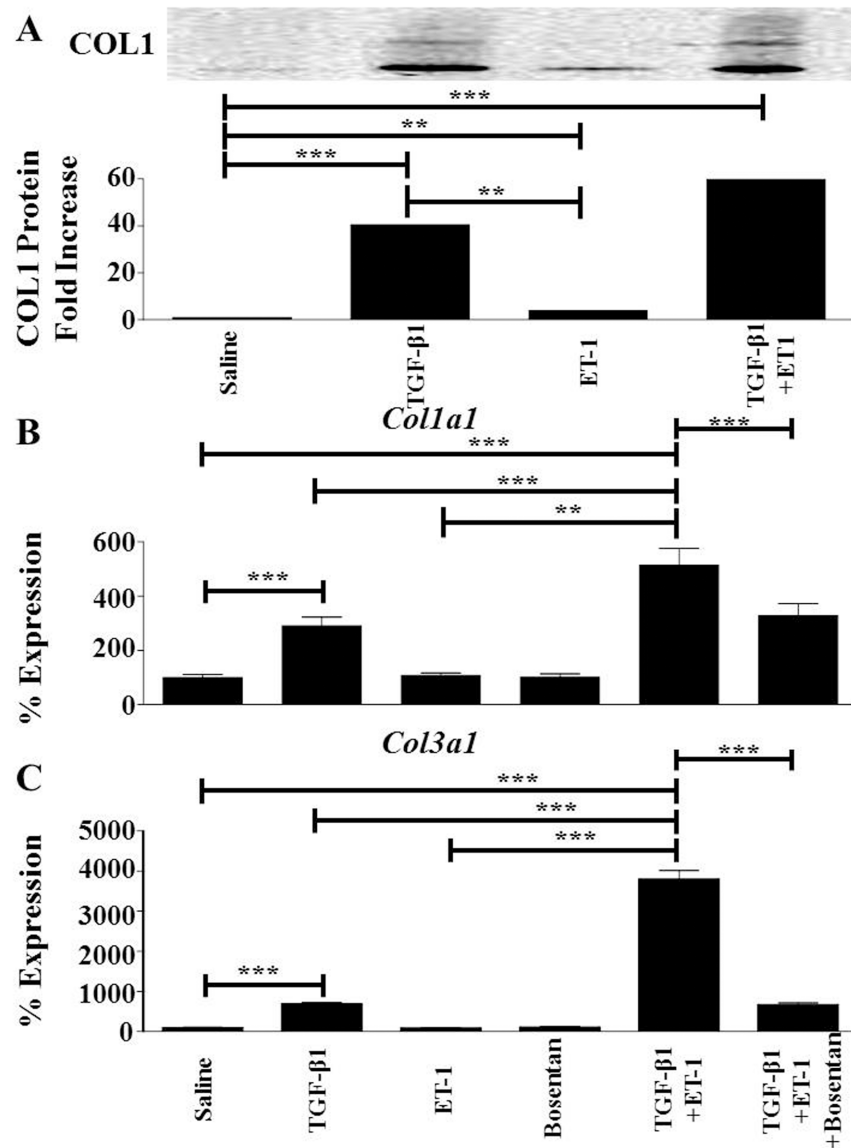 A
COL1
***
**
***
**
COL1 Protein
Fold Increase
60
40
20
0
Saline
TGF-β1
ET-1
TGF-β1
+ET1
B
Col1a1
***
***
***
**
***
% Expression
600
400
200
0
C
Col3a1
***
***
***
***
***
% Expression
5000
4000
3000
2000
1000
0
Saline
TGF-β1
ET-1
Bosentan
TGF-β1
+ET-1
TGF-β1
+ET-1
+Bosentan